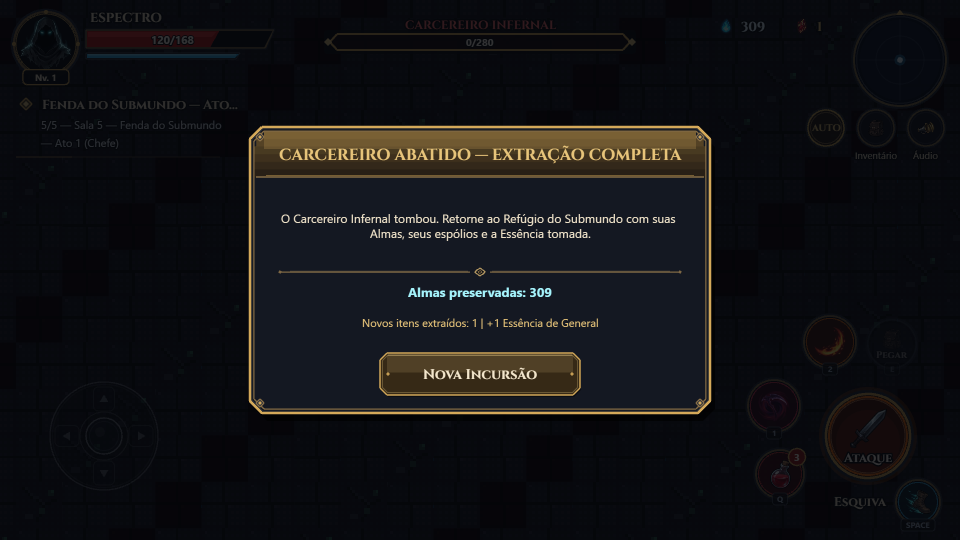 ESPECTRO
120/168
Nv. 1
CARCEREIRO INFERNAL
0/280
309
1
Fenda do Submundo — Ato...
5/5 — Sala 5 — Fenda do Submundo
— Ato 1 (Chefe)
AUTO
Inventário
Áudio
CARCEREIRO ABATIDO — EXTRAÇÃO COMPLETA
O Carcereiro Infernal tombou. Retorne ao Refúgio do Submundo com suas
Almas, seus espólios e a Essência tomada.
Almas preservadas: 309
Novos itens extraídos: 1 | +1 Essência de General
Nova Incursão
Pegar
2
1
Ataque
3
Q
Esquiva
SPACE